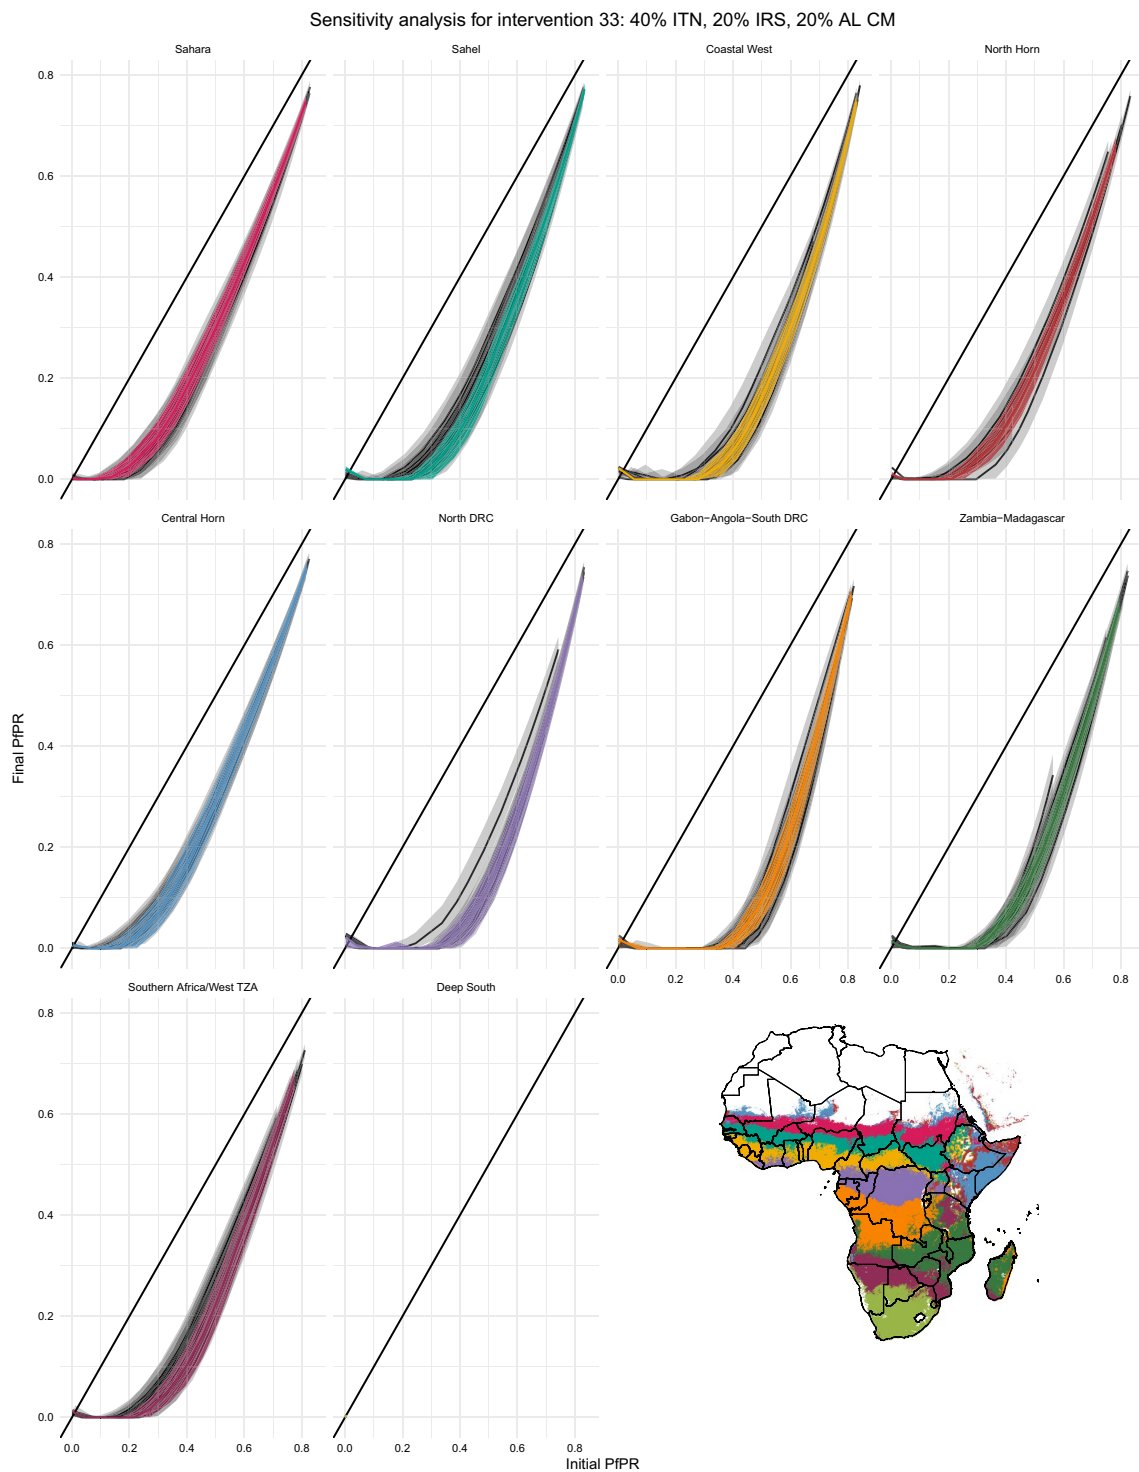 Sensitivity analysis for intervention 33: 40% ITN, 20% IRS, 20% AL CM
Sahara
Sahel
Coastal West
North Horn
0.8
0.6
0.4
0.2
0.0
Central Horn
North DRC
Gabon−Angola−South DRC
Zambia−Madagascar
0.8
0.6
0.4
0.2
0.0
0.0 0.2 0.4 0.6 0.8
0.0 0.2 0.4 0.6 0.8
Final PfPR
Southern Africa/West TZA
Deep South
0.8
0.6
0.4
0.2
0.0
0.0 0.2 0.4 0.6 0.8
0.0 0.2 0.4 0.6 0.8
Initial PfPR